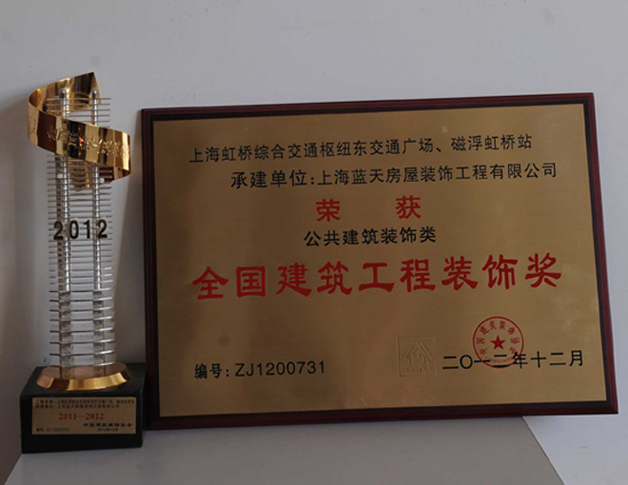 上海虹桥综合交通枢纽东交通广场、磁浮虹桥站
承建单位:上海蓝天房屋装饰工程有限公司
荣 获
公共建筑装饰类
全国建筑工程装饰奖
编号:ZJ1200731
二〇一二年十二月
2012
2011—2012